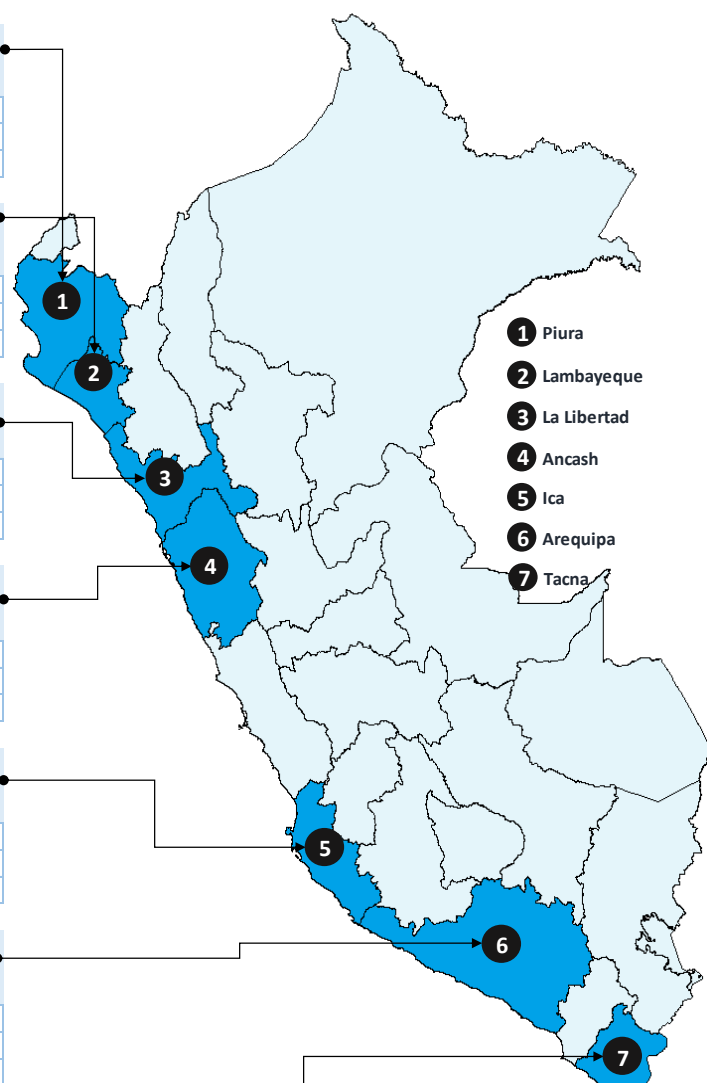 1 Piura
2 Lambayeque
3 La Libertad
4 Ancash
5 Ica
6 Arequipa
7 Tacna
1
2
3
4
5
6
7